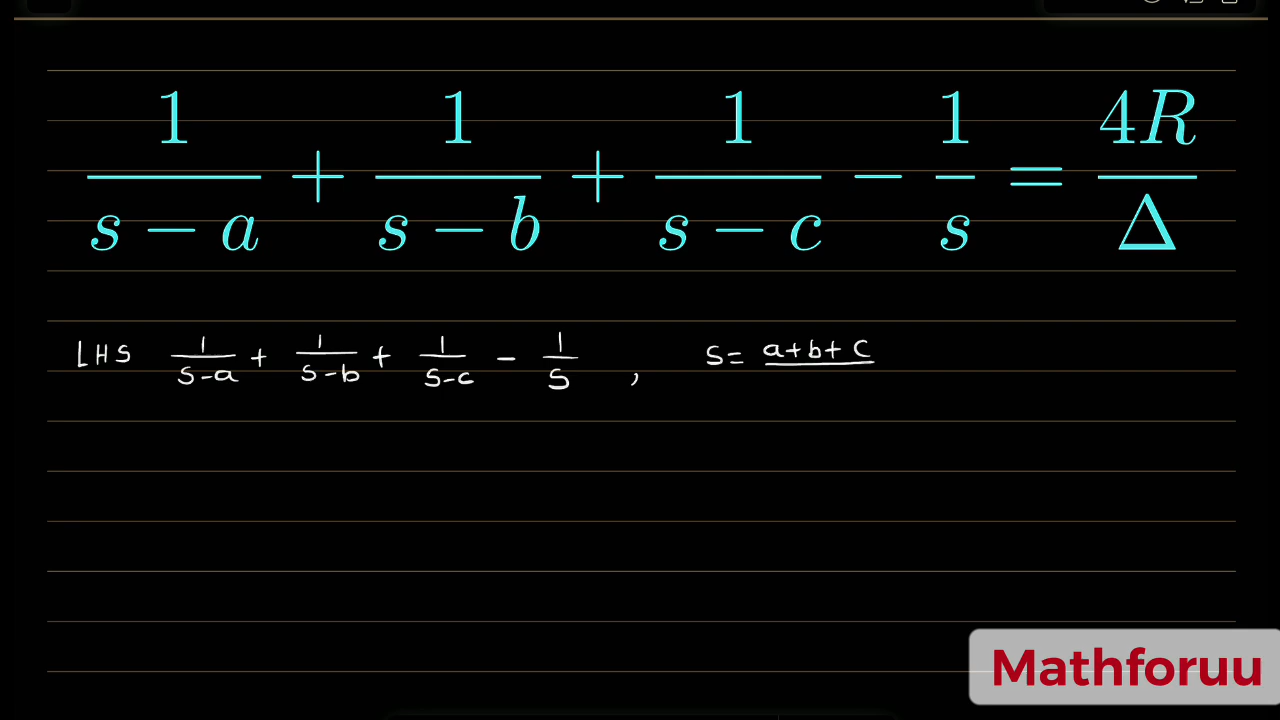 1/(s − a) + 1/(s − b) + 1/(s − c) − 1/s = 4R/Δ
LHS 1/(s-a) + 1/(s-b) + 1/(s-c) - 1/s , s = a+b+c
Mathforuu